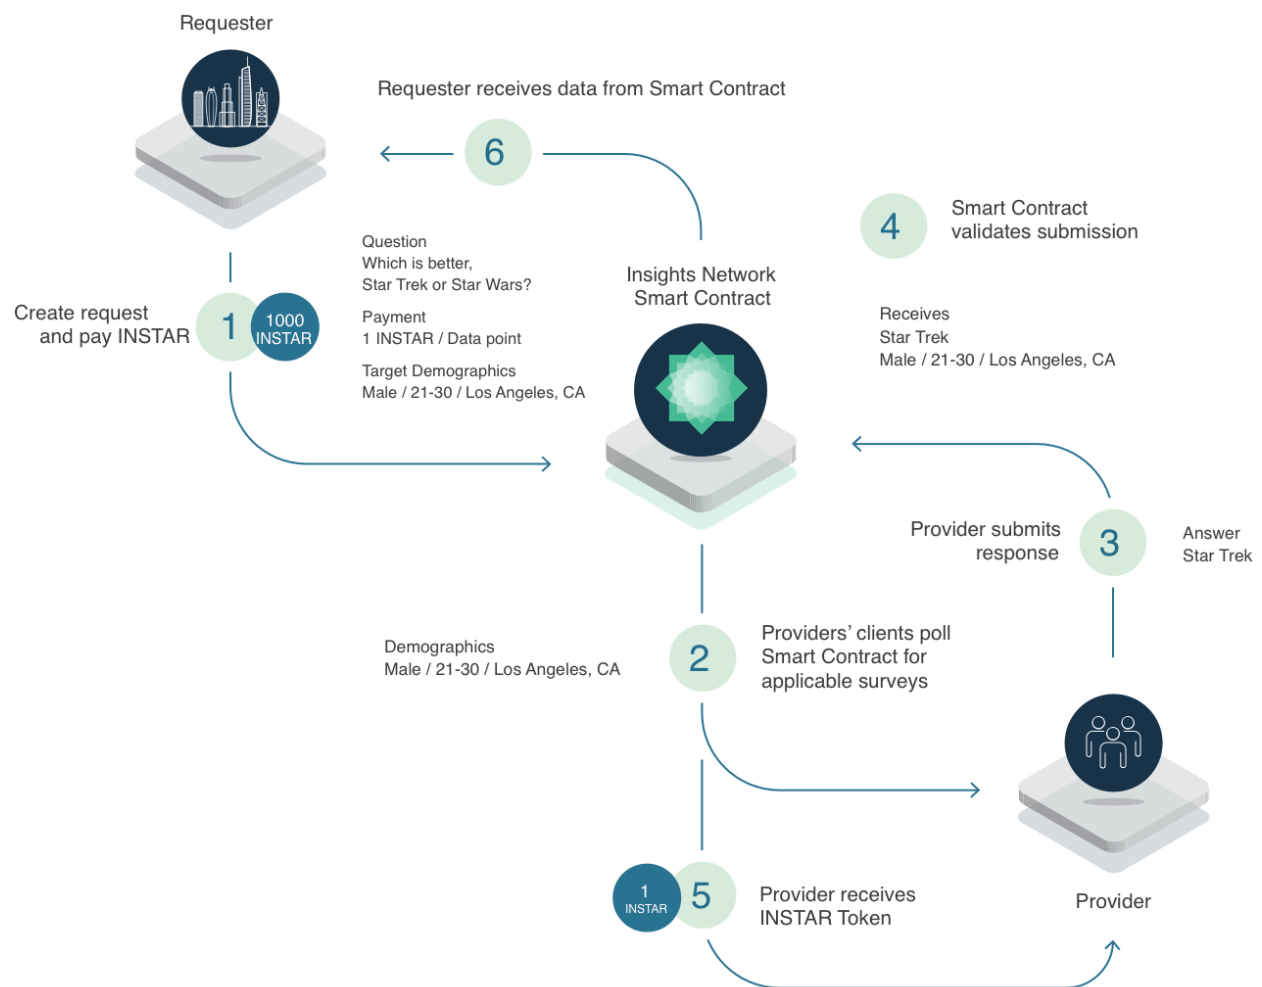 Requester
Requester receives data from Smart Contract
6
4
Smart Contract
validates submission
Question
Which is better,
Star Trek or Star Wars?
Payment
1 INSTAR / Data point
Target Demographics
Male / 21-30 / Los Angeles, CA
Insights Network
Smart Contract
Create request
and pay INSTAR
1
1000
INSTAR
Receives
Star Trek
Male / 21-30 / Los Angeles, CA
Provider submits
response
3
Answer
Star Trek
Demographics
Male / 21-30 / Los Angeles, CA
2
Providers’ clients poll
Smart Contract for
applicable surveys
1
INSTAR
5
Provider receives
INSTAR Token
Provider